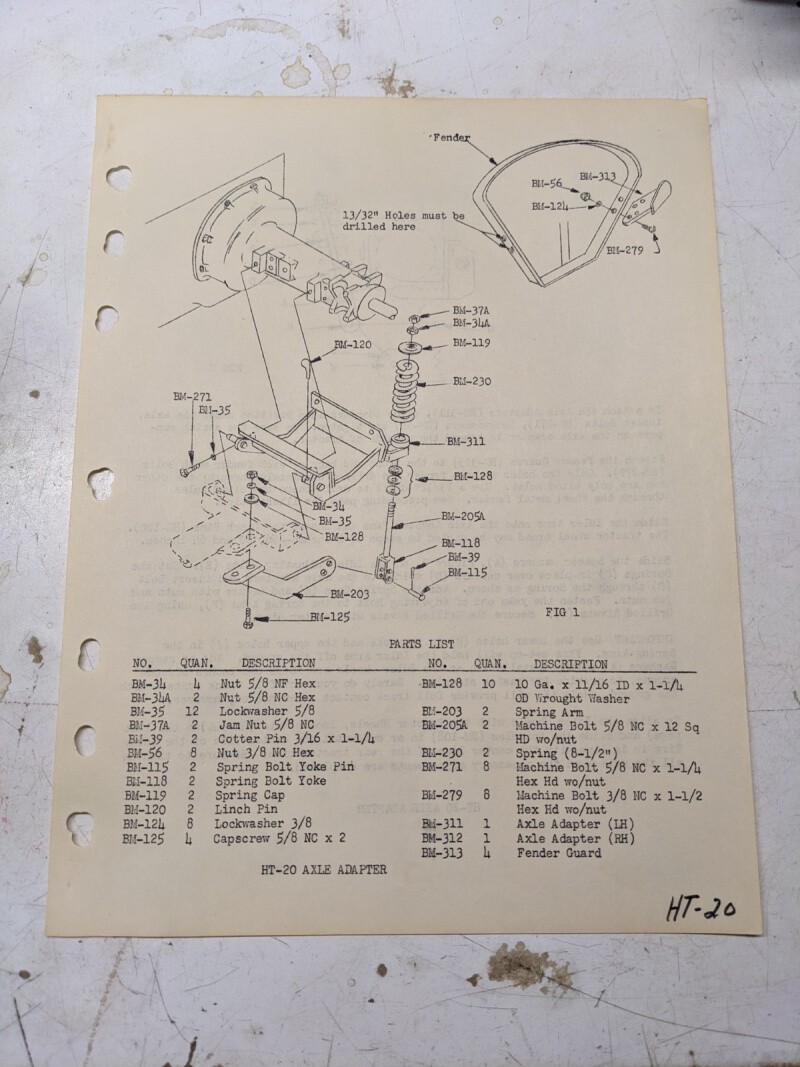 Fender
BM-313
BM-56
BM-124
13/32" Holes must be
drilled here
BM-279
BM-37A
BM-34A
BM-120
BM-119
BM-230
BM-271
BM-35
BM-311
BM-128
BM-34
BM-35
BM-205A
BM-128
BM-118
BM-39
BM-115
BM-203
FIG 1
BM-125
PARTS LIST
NO. QUAN. DESCRIPTION
BM-34 4 Nut 5/8 NF Hex
BM-34A 2 Nut 5/8 NC Hex
BM-35 12 Lockwasher 5/8
BM-37A 2 Jam Nut 5/8 NC
BM-39 2 Cotter Pin 3/16 x 1-1/4
BM-56 8 Nut 3/8 NC Hex
BM-115 2 Spring Bolt Yoke Pin
BM-118 2 Spring Bolt Yoke
BM-119 2 Spring Cap
BM-120 2 Linch Pin
BM-124 8 Lockwasher 3/8
BM-125 4 Capscrew 5/8 NC x 2
NO. QUAN. DESCRIPTION
BM-128 10 10 Ga. x 11/16 ID x 1-1/4
OD Wrought Washer
BM-203 2 Spring Arm
BM-205A 2 Machine Bolt 5/8 NC x 12 Sq
HD wo/nut
BM-230 2 Spring (8-1/2")
BM-271 8 Machine Bolt 5/8 NC x 1-1/4
Hex Hd wo/nut
BM-279 8 Machine Bolt 3/8 NC x 1-1/2
Hex Hd wo/nut
BM-311 1 Axle Adapter (LH)
BM-312 1 Axle Adapter (RH)
BM-313 4 Fender Guard
HT-20 AXLE ADAPTER
HT-20